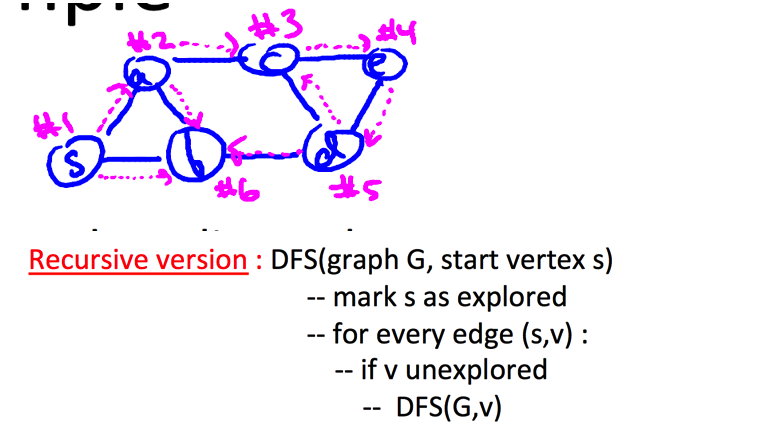 #2 #3 #4
a c e
#1
s b d
#6 #5
Recursive version : DFS(graph G, start vertex s)
-- mark s as explored
-- for every edge (s,v) :
-- if v unexplored
-- DFS(G,v)